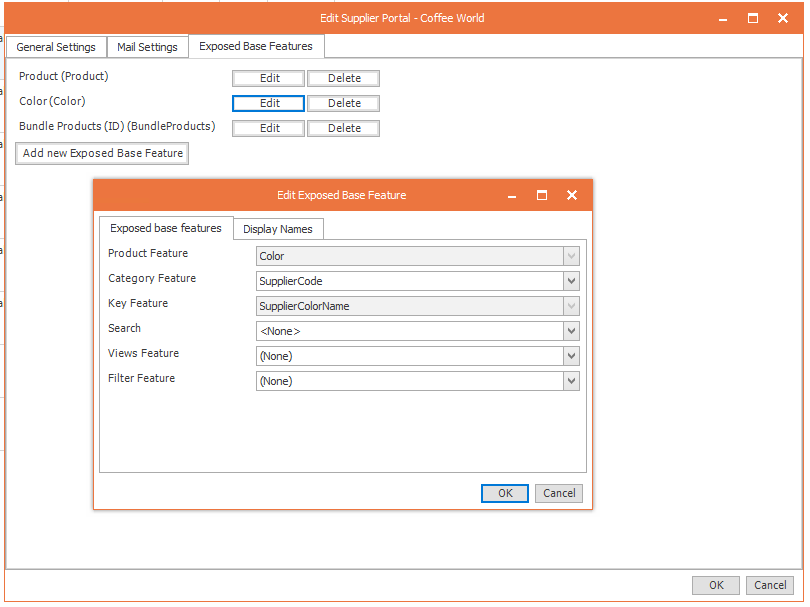 Edit Supplier Portal - Coffee World
General Settings Mail Settings Exposed Base Features
Product (Product) Edit Delete
Color (Color) Edit Delete
Bundle Products (ID) (BundleProducts) Edit Delete
Add new Exposed Base Feature
Edit Exposed Base Feature
Exposed base features Display Names
Product Feature Color
Category Feature SupplierCode
Key Feature SupplierColorName
Search <None>
Views Feature (None)
Filter Feature (None)
OK Cancel
OK Cancel